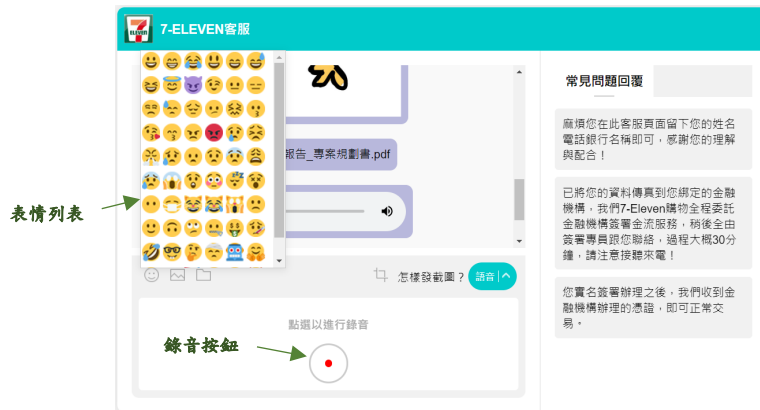 7-ELEVEN客服
常見問題回覆
報告_專案規劃書.pdf
麻煩您在此客服頁面留下您的姓名
電話銀行名稱即可，感謝您的理解
與配合！
已將您的資料傳真到您綁定的金融
機構，我們7-Eleven購物全程委託
金融機構簽署金流服務，稍後全由
簽署專員跟您聯絡，過程大概30分
鐘，請注意接聽來電！
表情列表
怎樣發截圖？ 語音
您實名簽署辦理之後，我們收到金
融機構辦理的憑證，即可正常交
易。
點選以進行錄音
錄音按鈕